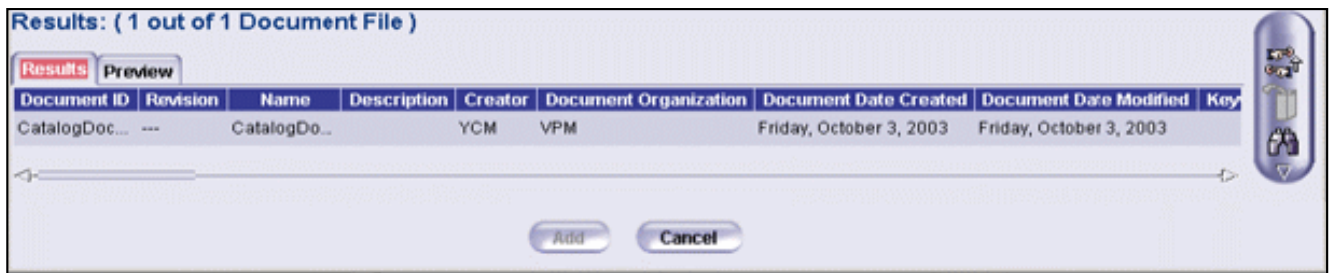 Results: ( 1 out of 1 Document File )
Results Preview
Document ID Revision Name Description Creator Document Organization Document Date Created Document Date Modified Key
CatalogDoc... --- CatalogDo... YCM VPM Friday, October 3, 2003 Friday, October 3, 2003
Add Cancel